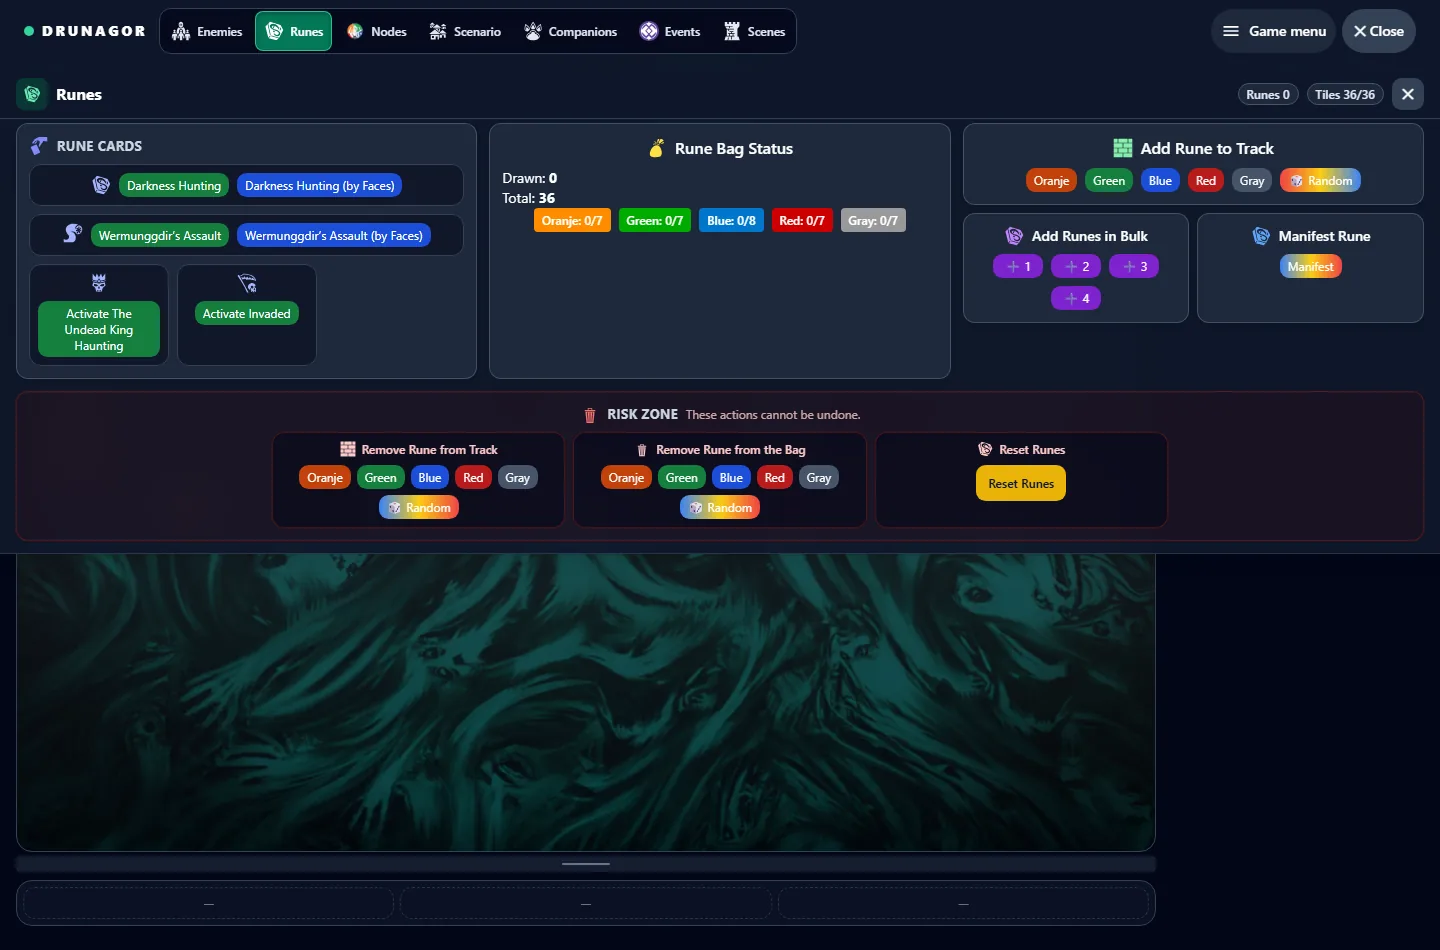 DRUNAGOR
Enemies
Runes
Nodes
Scenario
Companions
Events
Scenes
Game menu
Close
Runes
Runes 0
Tiles 36/36
RUNE CARDS
Darkness Hunting
Darkness Hunting (by Faces)
Wermunggdir's Assault
Wermunggdir's Assault (by Faces)
Activate The
Undead King
Haunting
Activate Invaded
Rune Bag Status
Drawn: 0
Total: 36
Oranje: 0/7
Green: 0/7
Blue: 0/8
Red: 0/7
Gray: 0/7
Add Rune to Track
Oranje
Green
Blue
Red
Gray
Random
Add Runes in Bulk
1
2
3
4
Manifest Rune
Manifest
RISK ZONE These actions cannot be undone.
Remove Rune from Track
Oranje
Green
Blue
Red
Gray
Random
Remove Rune from the Bag
Oranje
Green
Blue
Red
Gray
Random
Reset Runes
Reset Runes
—
—
—